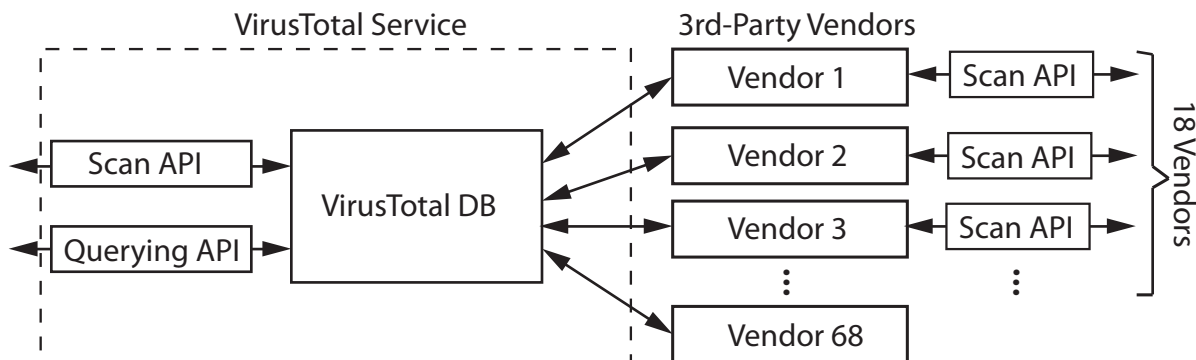 VirusTotal Service
3rd-Party Vendors
Vendor 1
Scan API
Scan API
Vendor 2
Scan API
VirusTotal DB
Querying API
Vendor 3
Scan API
⋮
⋮
Vendor 68
18 Vendors